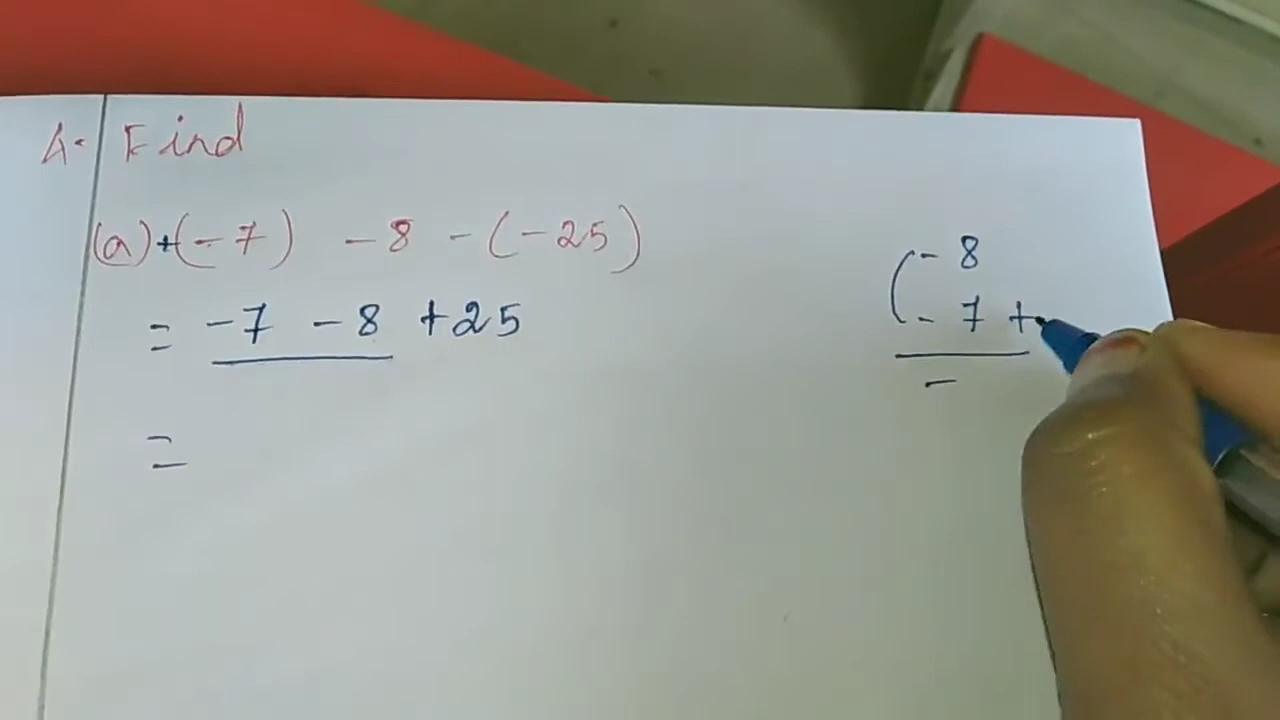 4. Find
(a) +(-7) -8 -(-25)
= -7 -8 +25
=
(- 8
- 7 +
-